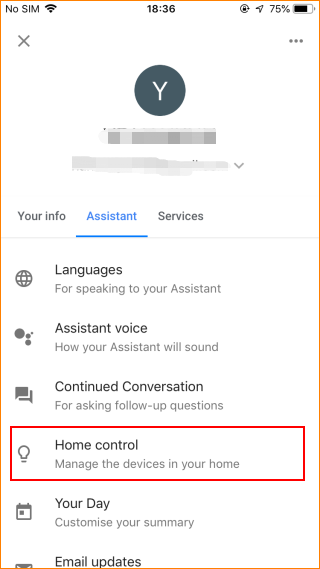 No SIM 18:36 75%
Y
Your info Assistant Services
Languages
For speaking to your Assistant
Assistant voice
How your Assistant will sound
Continued Conversation
For asking follow-up questions
Home control
Manage the devices in your home
Your Day
Customise your summary
Email updates